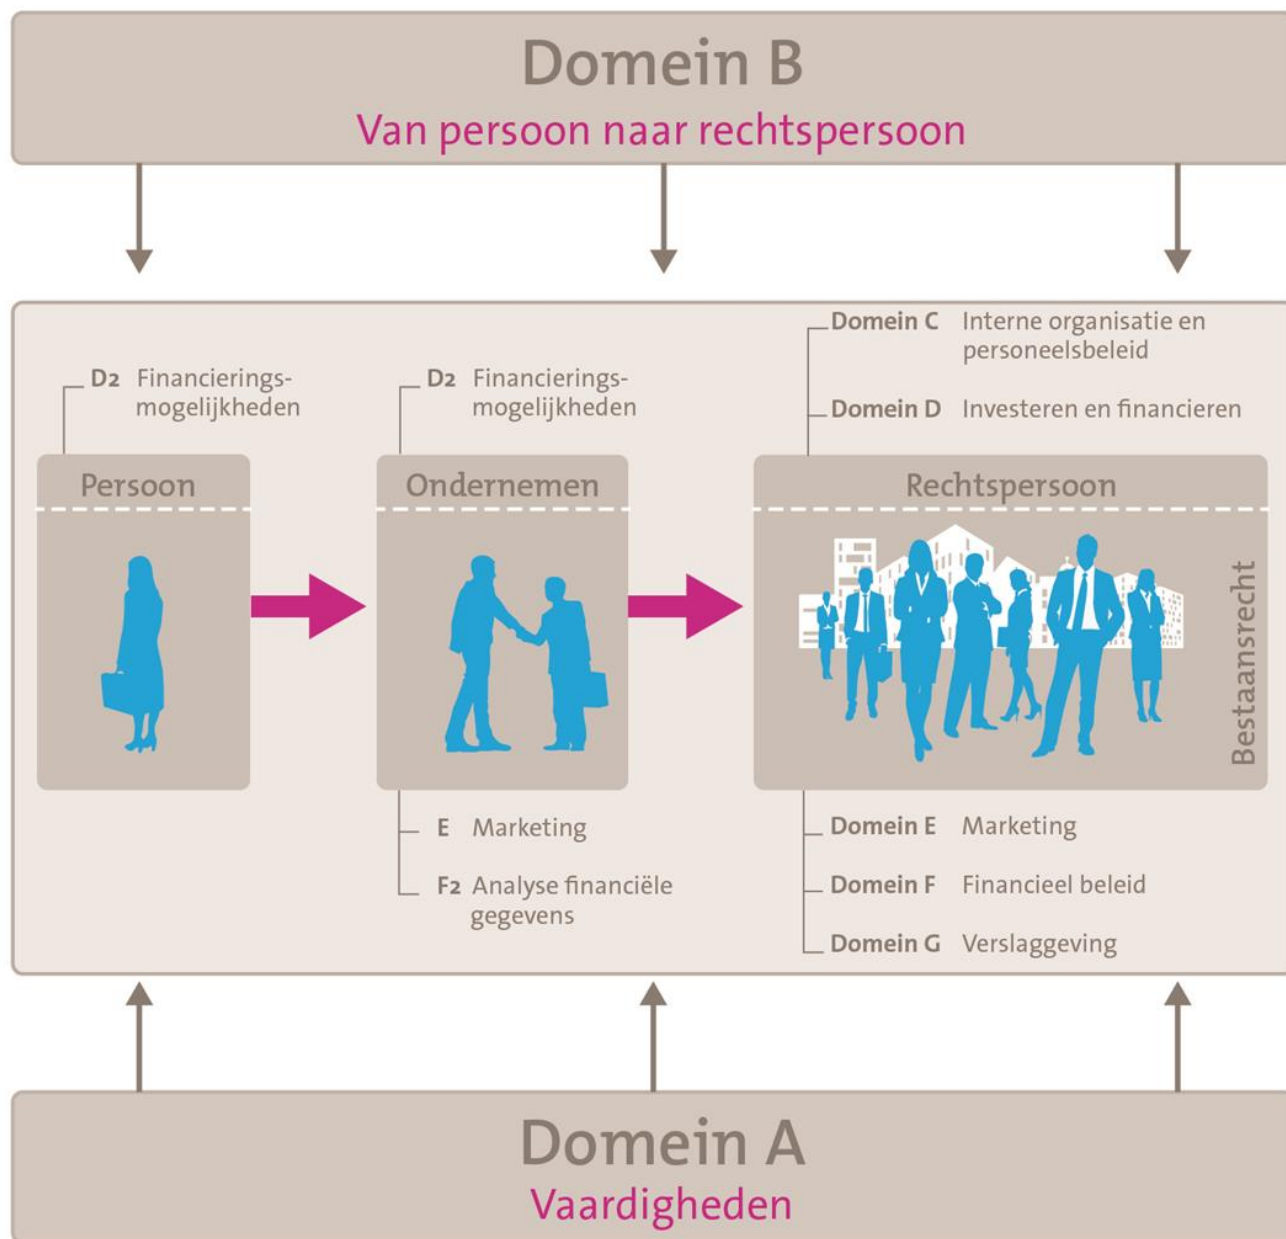 Domein B
Van persoon naar rechtspersoon
D2 Financierings-
mogelijkheden
Persoon
D2 Financierings-
mogelijkheden
Ondernemen
E Marketing
F2 Analyse financiële
gegevens
Domein C Interne organisatie en
personeelsbeleid
Domein D Investeren en financieren
Rechtspersoon
Bestaansrecht
Domein E Marketing
Domein F Financieel beleid
Domein G Verslaggeving
Domein A
Vaardigheden